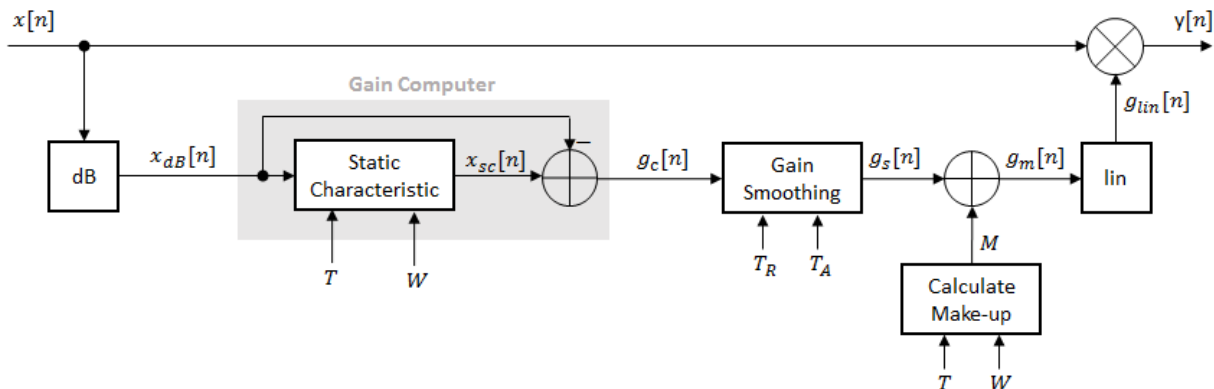 x[n]
y[n]
Gain Computer
g_lin[n]
dB
x_dB[n]
Static
Characteristic
x_sc[n]
−
g_c[n]
Gain
Smoothing
g_s[n]
g_m[n]
lin
T
W
T_R
T_A
M
Calculate
Make-up
T
W